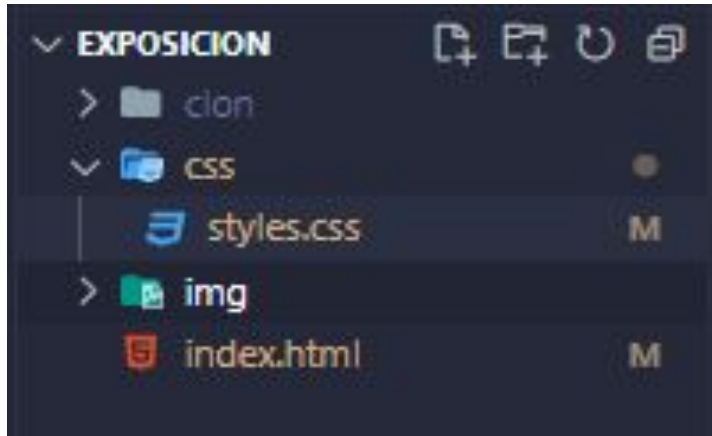 EXPOSICION
clon
css
styles.css M
img
index.html M